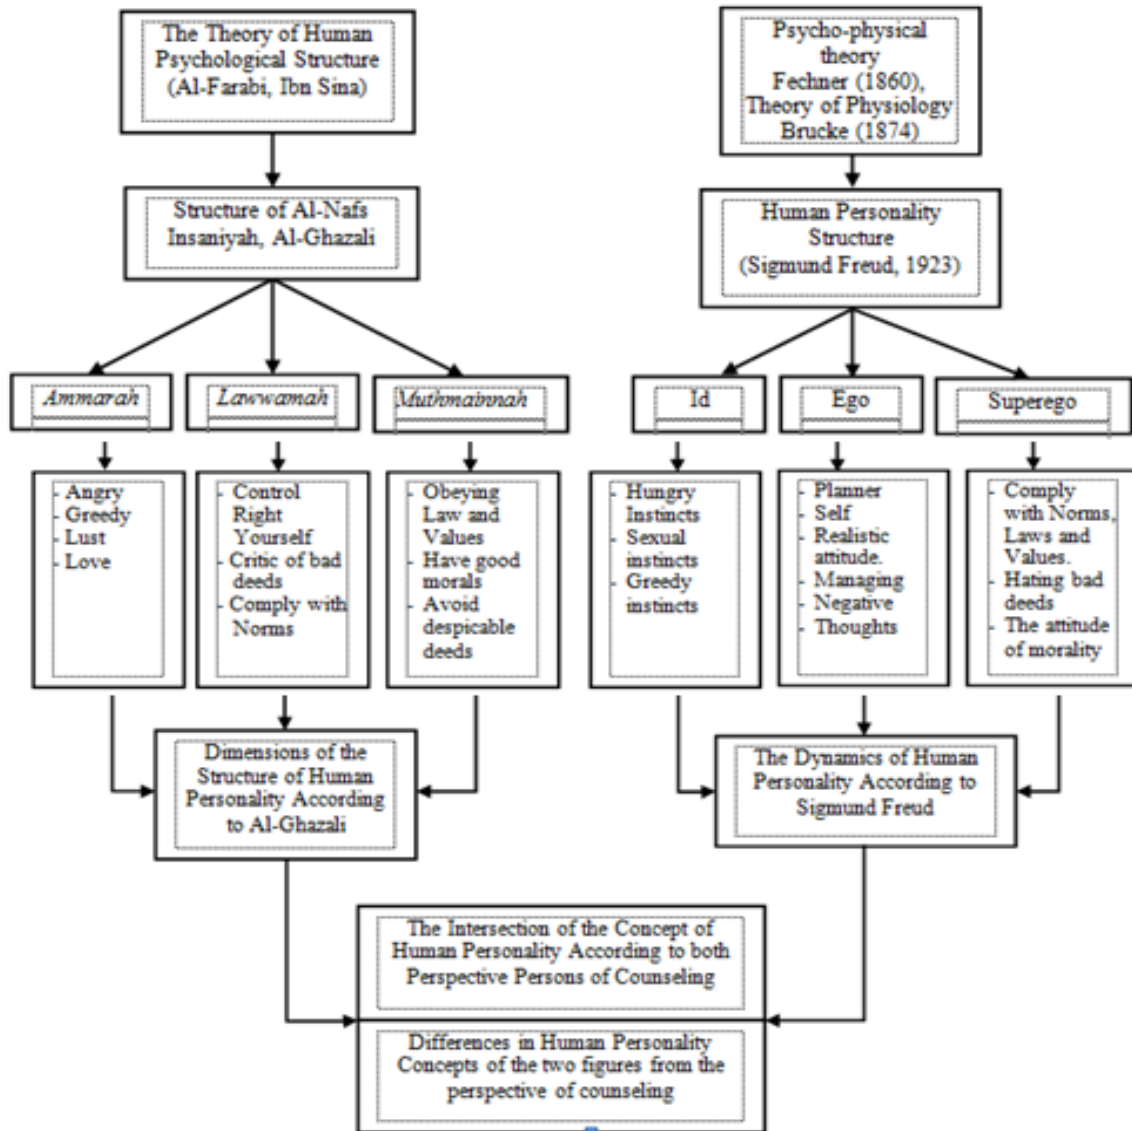 The Theory of Human
Psychological Structure
(Al-Farabi, Ibn Sina)
Structure of Al-Nafs
Insaniyah, Al-Ghazali
Ammarah
Lawwamah
Muthmainnah
- Angry
- Greedy
- Lust
- Love
- Control
Right
Yourself
- Critic of bad
deeds
- Comply with
Norms
- Obeying
Law and
Values
- Have good
morals
- Avoid
despicable
deeds
Dimensions of the
Structure of Human
Personality According
to Al-Ghazali
Psycho-physical
theory
Fechner (1860),
Theory of Physiology
Brucke (1874)
Human Personality
Structure
(Sigmund Freud, 1923)
Id
Ego
Superego
- Hungry
Instincts
- Sexual
instincts
- Greedy
instincts
- Planner
- Self
- Realistic
attitude.
- Managing
- Negative
- Thoughts
- Comply
with Norms,
Laws and
Values.
- Hating bad
deeds
- The attitude
of morality
The Dynamics of Human
Personality According to
Sigmund Freud
The Intersection of the Concept of
Human Personality According to both
Perspective Persons of Counseling
Differences in Human Personality
Concepts of the two figures from the
perspective of counseling